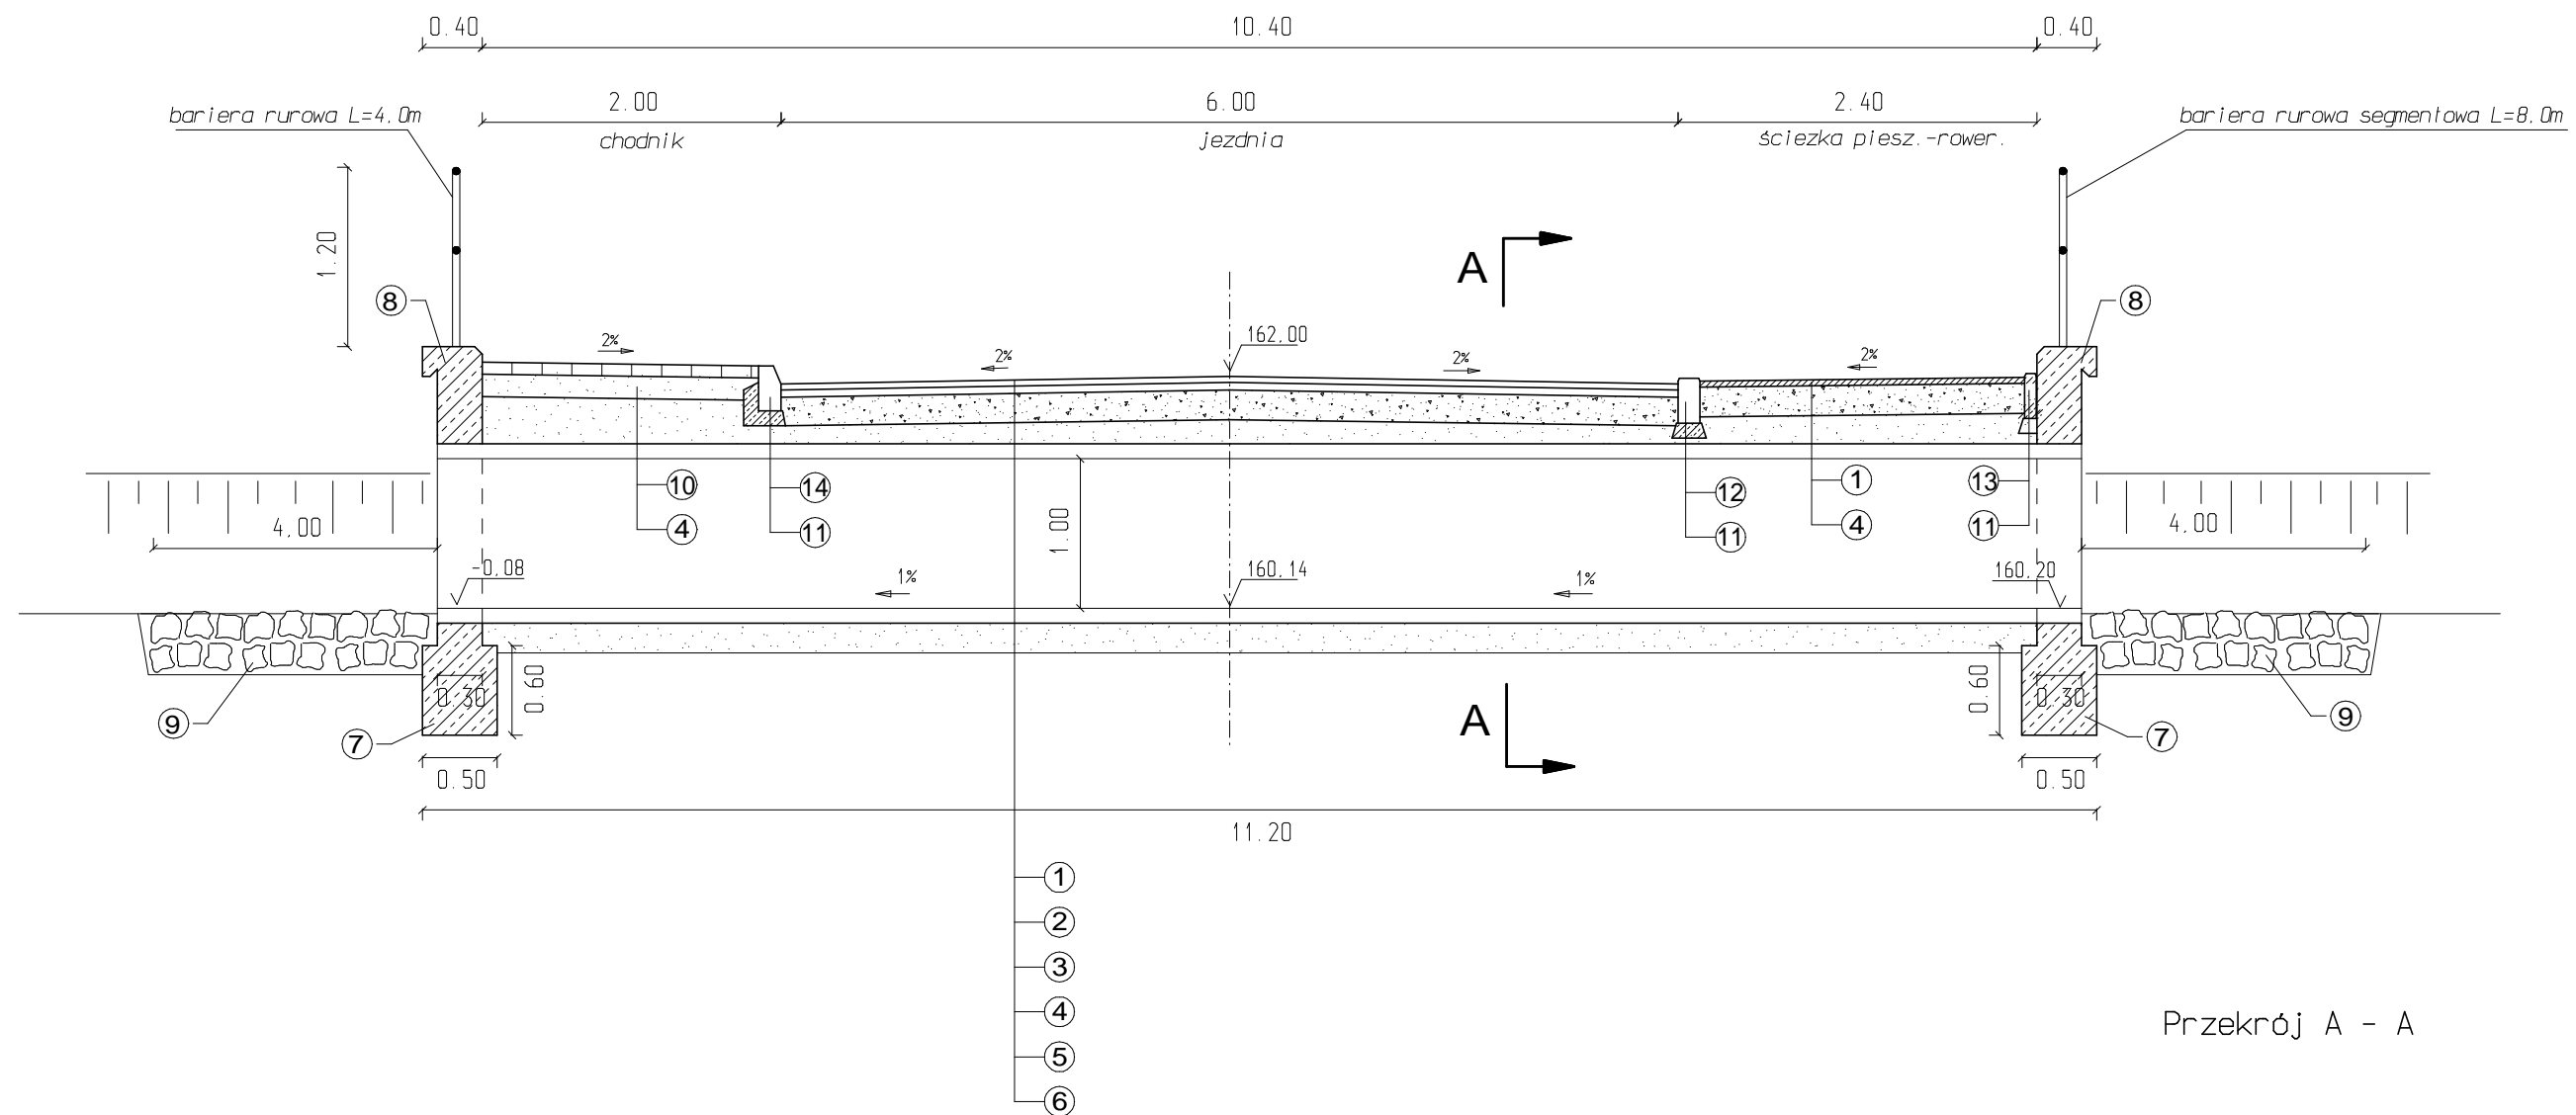 0.40 10.40 0.40
2.00 6.00 2.40
bariera rurowa L=4.0m
bariera rurowa segmentowa L=8.0m
chodnik jezdnia ściezka piesz.-rower.
1.20
A
8
8
162.00
2% 2% 2% 2%
10 14 12 1 13
4 11 11 4 11
4.00
1.00
4.00
-0.08
1% 160.14 1% 160.20
0.60
0.60
0.30
0.30
9
7
A
9
7
0.50
0.50
11.20
1
2
3
4
5
6
Przekrój A - A